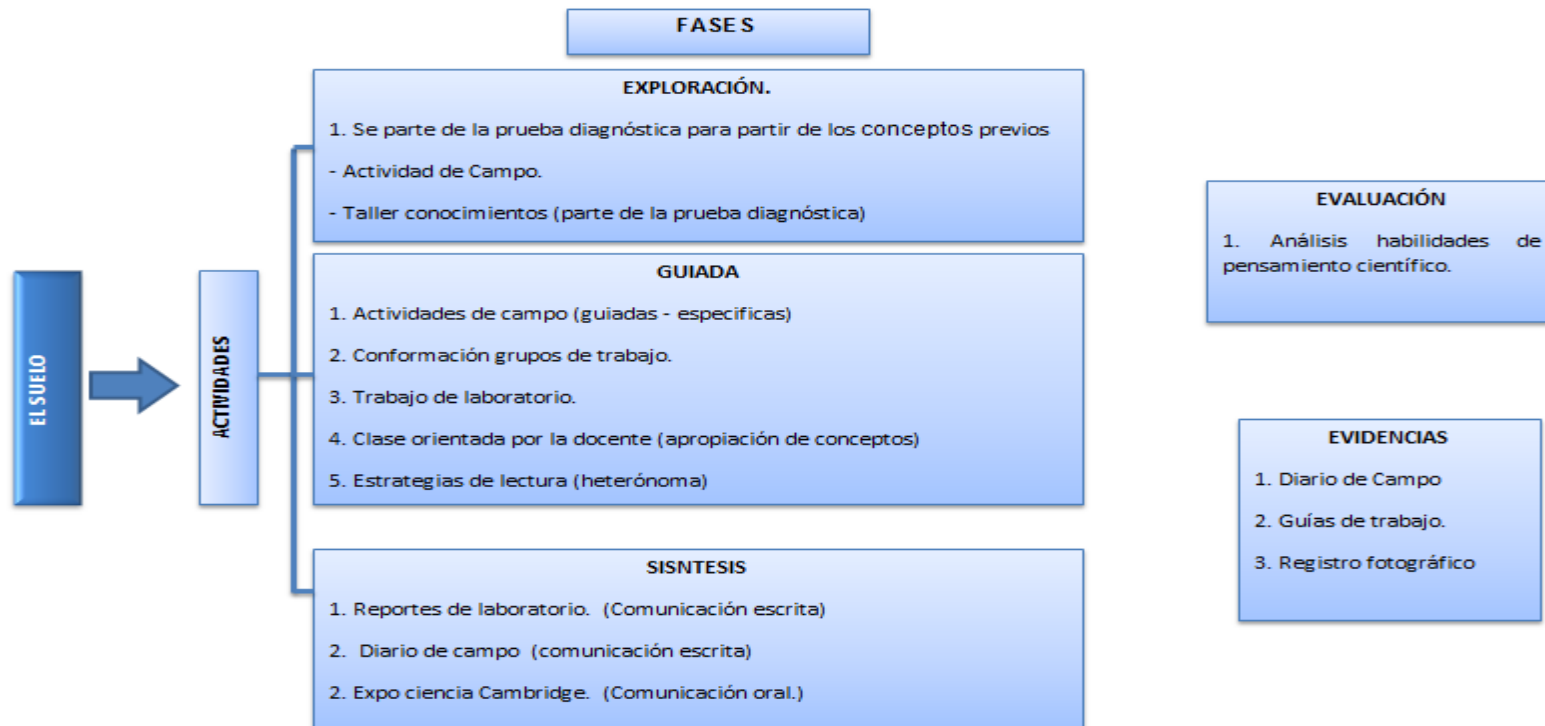 FASES
EXPLORACIÓN.
1. Se parte de la prueba diagnóstica para partir de los conceptos previos
- Actividad de Campo.
- Taller conocimientos (parte de la prueba diagnóstica)
EL SUELO
ACTIVIDADES
GUIADA
1. Actividades de campo (guiadas - especificas)
2. Conformación grupos de trabajo.
3. Trabajo de laboratorio.
4. Clase orientada por la docente (apropiación de conceptos)
5. Estrategias de lectura (heterónoma)
SISNTESIS
1. Reportes de laboratorio. (Comunicación escrita)
2. Diario de campo (comunicación escrita)
2. Expo ciencia Cambridge. (Comunicación oral.)
EVALUACIÓN
1. Análisis habilidades de
pensamiento científico.
EVIDENCIAS
1. Diario de Campo
2. Guías de trabajo.
3. Registro fotográfico